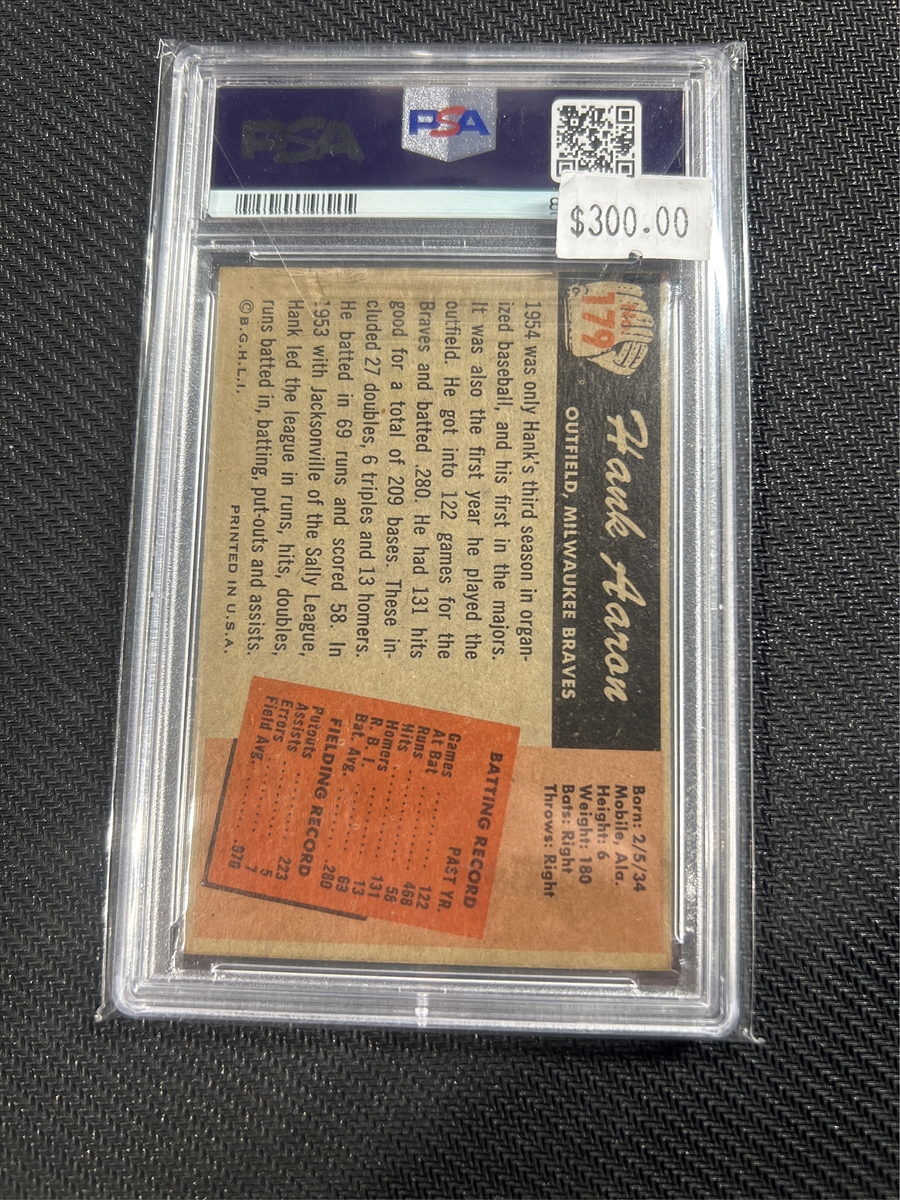 PSA
PSA
$300.00
No.
179
Hank Aaron
OUTFIELD, MILWAUKEE BRAVES
1954 was only Hank's third season in organ-
ized baseball, and his first in the majors.
It was also the first year he played the
outfield. He got into 122 games for the
Braves and batted .280. He had 131 hits
good for a total of 209 bases. These in-
cluded 27 doubles, 6 triples and 13 homers.
He batted in 69 runs and scored 58. In
1953 with Jacksonville of the Sally League,
Hank led the league in runs, hits, doubles,
runs batted in, batting, put-outs and assists.
©B.G.H.L.I.
PRINTED IN U.S.A.
Born: 2/5/34
Mobile, Ala.
Height: 6
Weight: 180
Bats: Right
Throws: Right
BATTING RECORD
PAST YR.
Games 122
At Bat 468
Runs 58
Hits 131
Homers 13
R. B. I. 69
Bat. Avg. .280
FIELDING RECORD
Putouts 223
Assists 5
Errors 7
Field Avg. .970